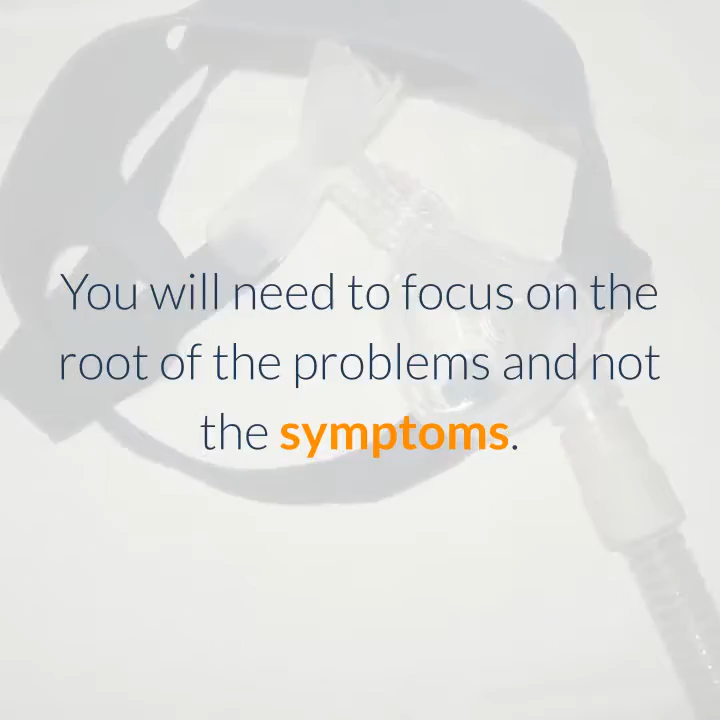 You will need to focus on the
root of the problems and not
the symptoms.